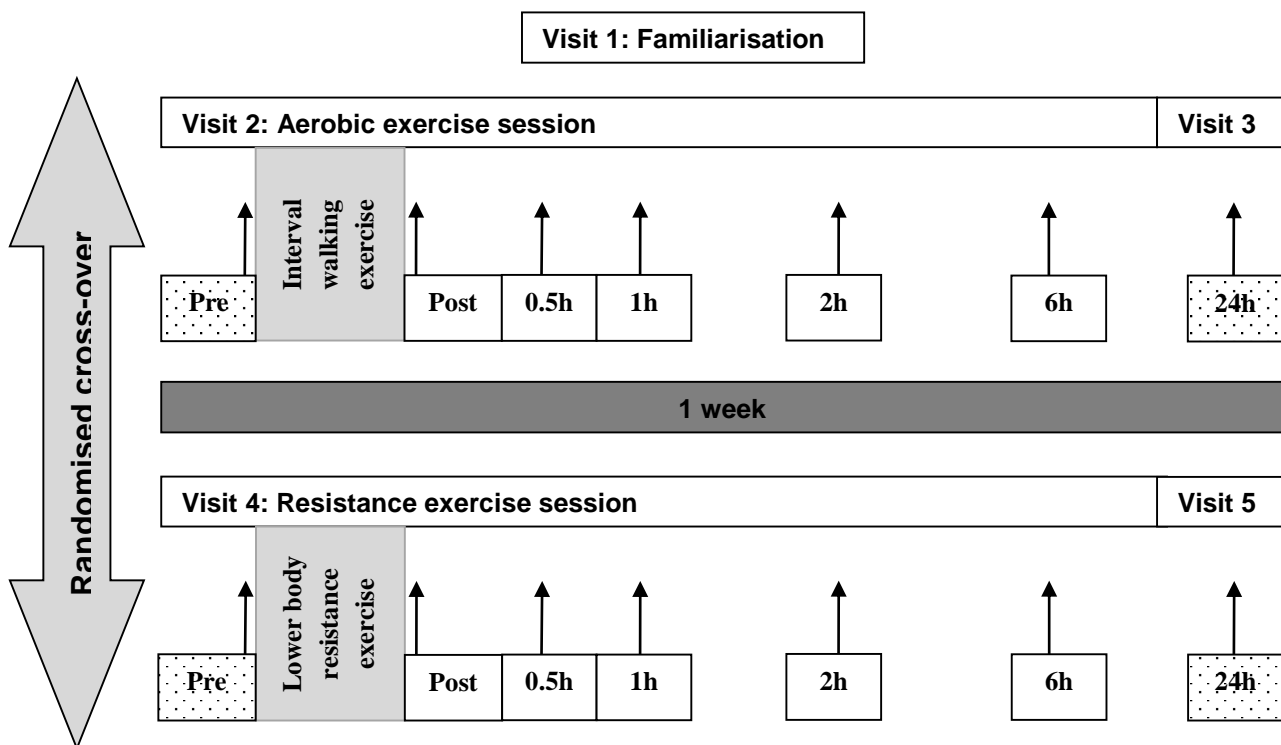 Visit 1: Familiarisation
Randomised cross-over
Visit 2: Aerobic exercise session
Visit 3
Interval
walking
exercise
Pre
Post
0.5h
1h
2h
6h
24h
1 week
Visit 4: Resistance exercise session
Visit 5
Lower body
resistance
exercise
Pre
Post
0.5h
1h
2h
6h
24h